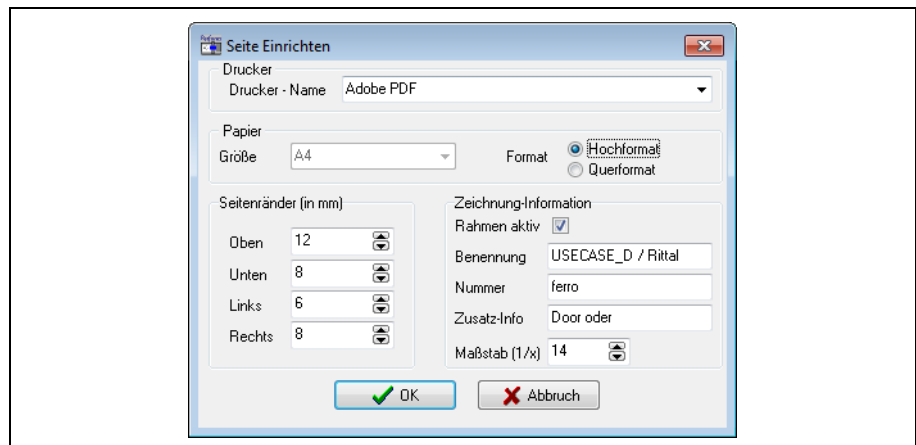 Seite Einrichten
Drucker
Drucker - Name Adobe PDF
Papier
Größe A4 Format Hochformat
Querformat
Seitenränder (in mm)
Oben 12
Unten 8
Links 6
Rechts 8
Zeichnung-Information
Rahmen aktiv
Benennung USECASE_D / Rittal
Nummer ferro
Zusatz-Info Door oder
Maßstab (1/x) 14
OK Abbruch